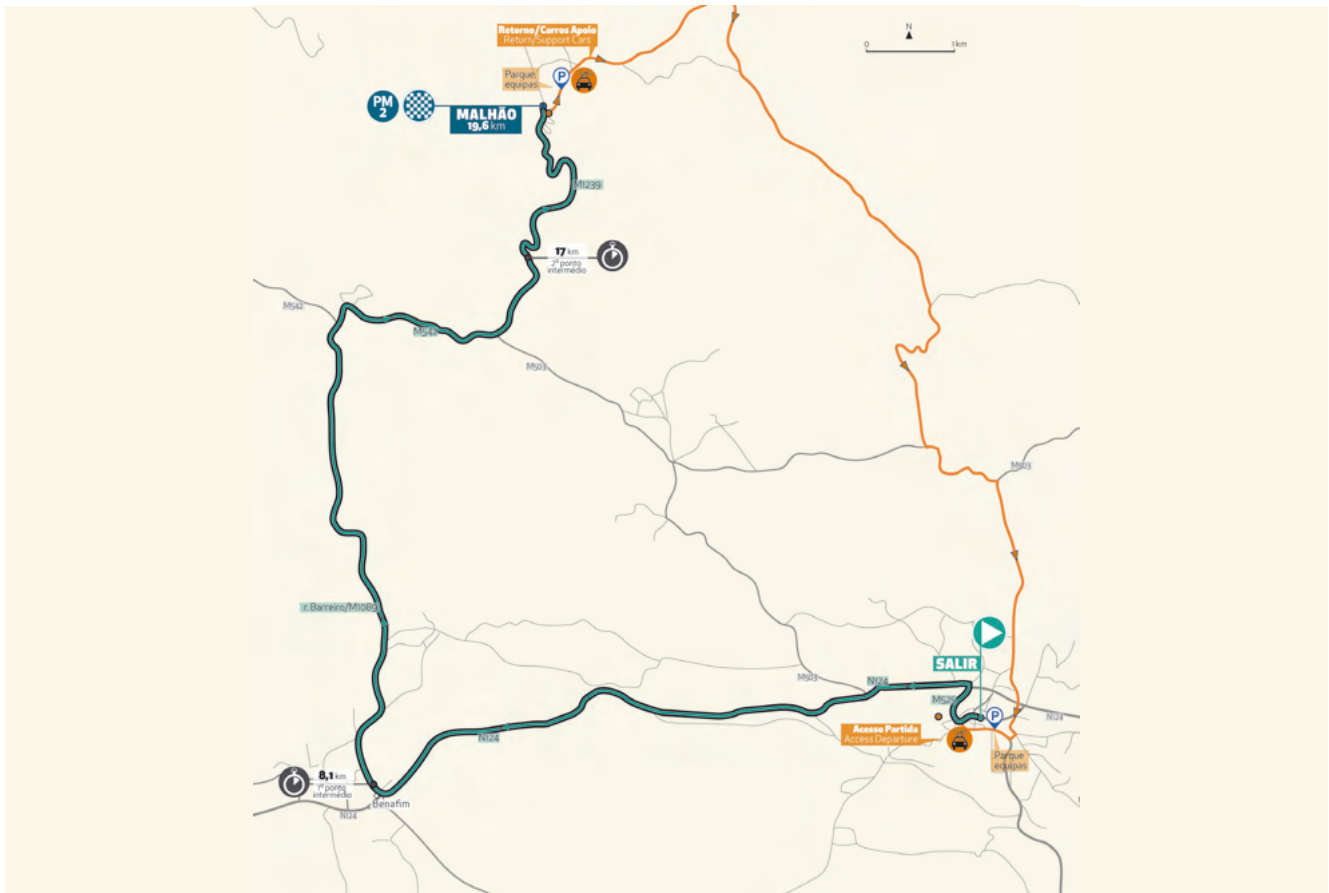 Retorno/Carros Apoio
Return/Support Cars
N
0
1 km
Parque
equipas
P
PM
2
MALHÃO
19,6 km
M1239
17 km
2º ponto
intermédio
M542
M542
M503
M503
r. Barreiro/M1089
SALIR
M503
N124
M525
P
N124
Acesso Partida
Access Departure
N124
Parque
equipas
8,1 km
1º ponto
intermédio
Benafim
N124